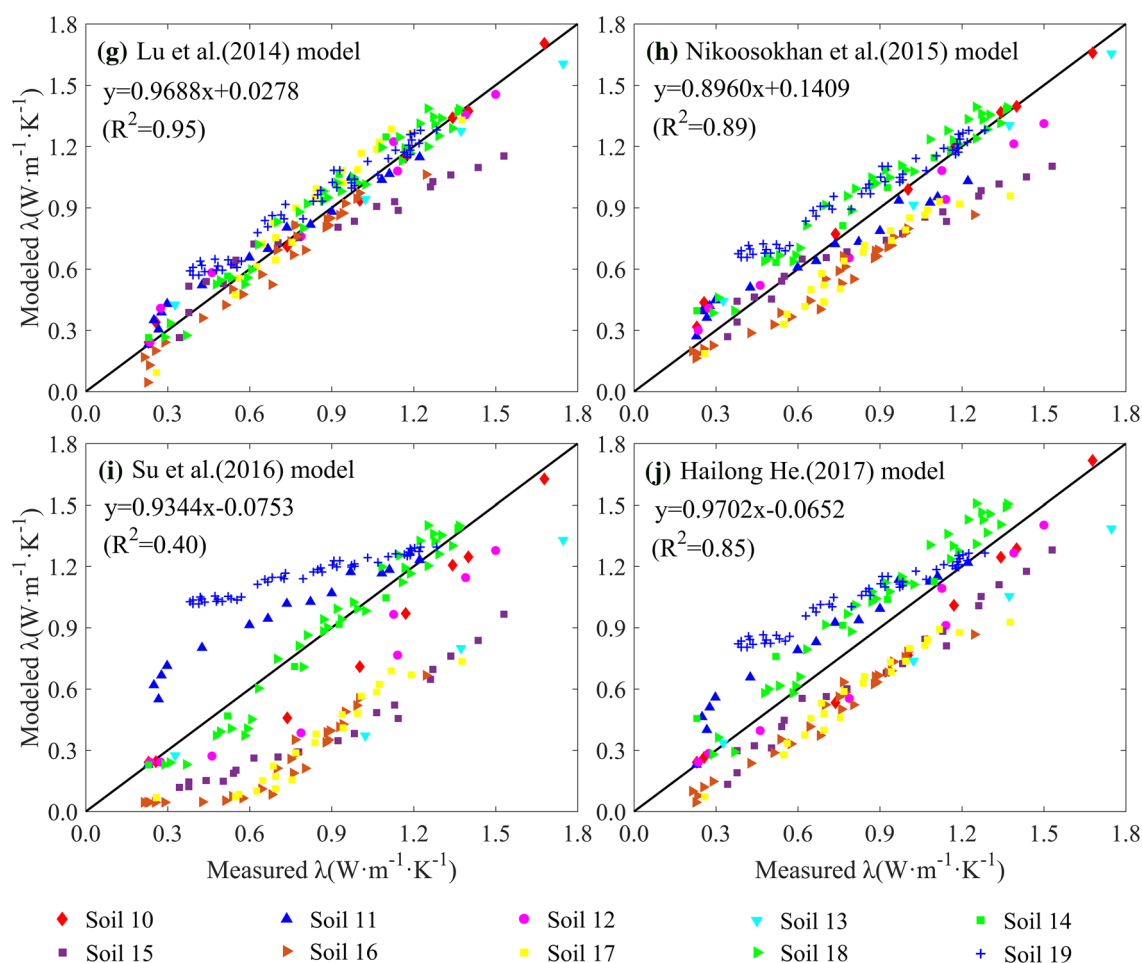 (g) Lu et al.(2014) model
y=0.9688x+0.0278
(R²=0.95)
Modeled λ(W·m⁻¹·K⁻¹)
1.8
1.5
1.2
0.9
0.6
0.3
0.0
0.0 0.3 0.6 0.9 1.2 1.5 1.8
(h) Nikoosokhan et al.(2015) model
y=0.8960x+0.1409
(R²=0.89)
1.8
1.5
1.2
0.9
0.6
0.3
0.0
0.0 0.3 0.6 0.9 1.2 1.5 1.8
(i) Su et al.(2016) model
y=0.9344x-0.0753
(R²=0.40)
Modeled λ(W·m⁻¹·K⁻¹)
1.8
1.5
1.2
0.9
0.6
0.3
0.0
0.0 0.3 0.6 0.9 1.2 1.5 1.8
Measured λ(W·m⁻¹·K⁻¹)
(j) Hailong He.(2017) model
y=0.9702x-0.0652
(R²=0.85)
1.8
1.5
1.2
0.9
0.6
0.3
0.0
0.0 0.3 0.6 0.9 1.2 1.5 1.8
Measured λ(W·m⁻¹·K⁻¹)
Soil 10 Soil 11 Soil 12 Soil 13 Soil 14
Soil 15 Soil 16 Soil 17 Soil 18 Soil 19